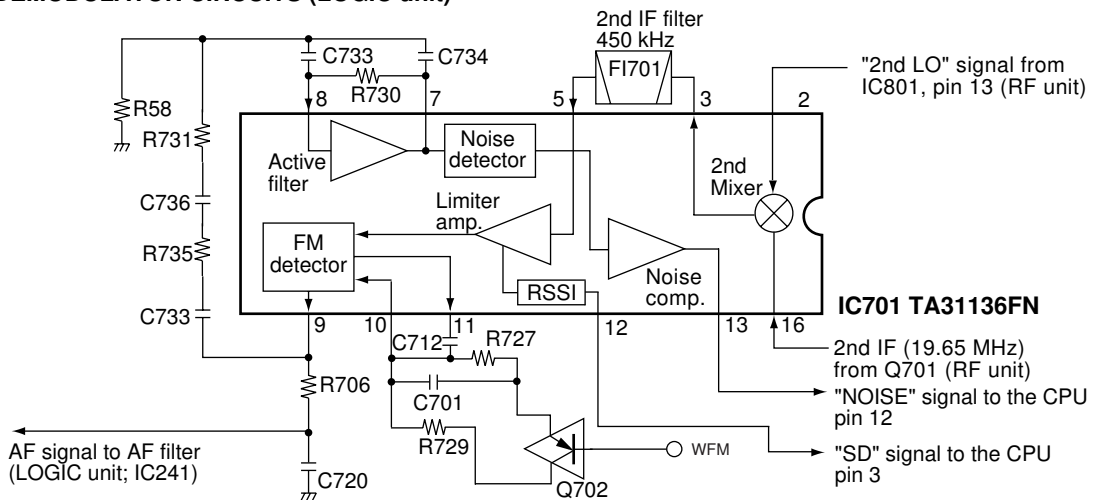 DEMODULATOR CIRCUITS (LOGIC unit)
2nd IF filter
450 kHz
FI701
"2nd LO" signal from
IC801, pin 13 (RF unit)
C733
C734
R730
R58
R731
C736
R735
C733
8
7
5
3
2
Active
filter
Noise
detector
2nd
Mixer
Limiter
amp.
FM
detector
RSSI
Noise
comp.
9
10
11
12
13
16
IC701 TA31136FN
2nd IF (19.65 MHz)
from Q701 (RF unit)
"NOISE" signal to the CPU
pin 12
"SD" signal to the CPU
pin 3
C712
R727
R706
C701
R729
WFM
Q702
AF signal to AF filter
(LOGIC unit; IC241)
C720